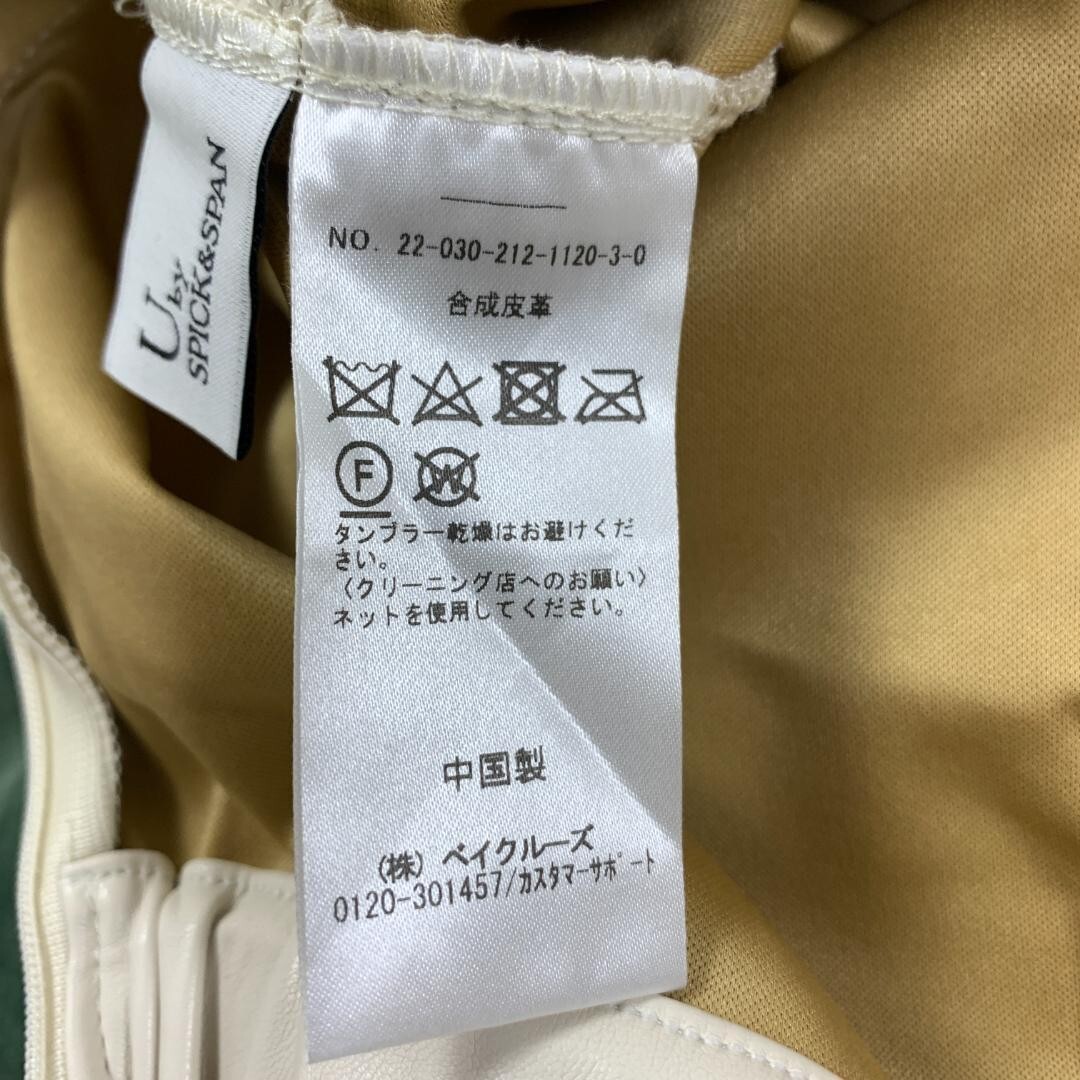 U by
SPICK&SPAN
NO. 22-030-212-1120-3-0
合成皮革
F W
タンブラー乾燥はお避けくだ
さい。
〈クリーニング店へのお願い〉
ネットを使用してください。
中国製
(株) ベイクルーズ
0120-301457/カスタマーサポート